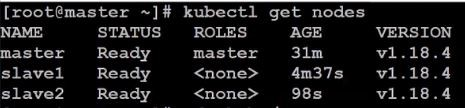 [root@master ~]# kubectl get nodes
NAME STATUS ROLES AGE VERSION
master Ready master 31m v1.18.4
slave1 Ready <none> 4m37s v1.18.4
slave2 Ready <none> 98s v1.18.4